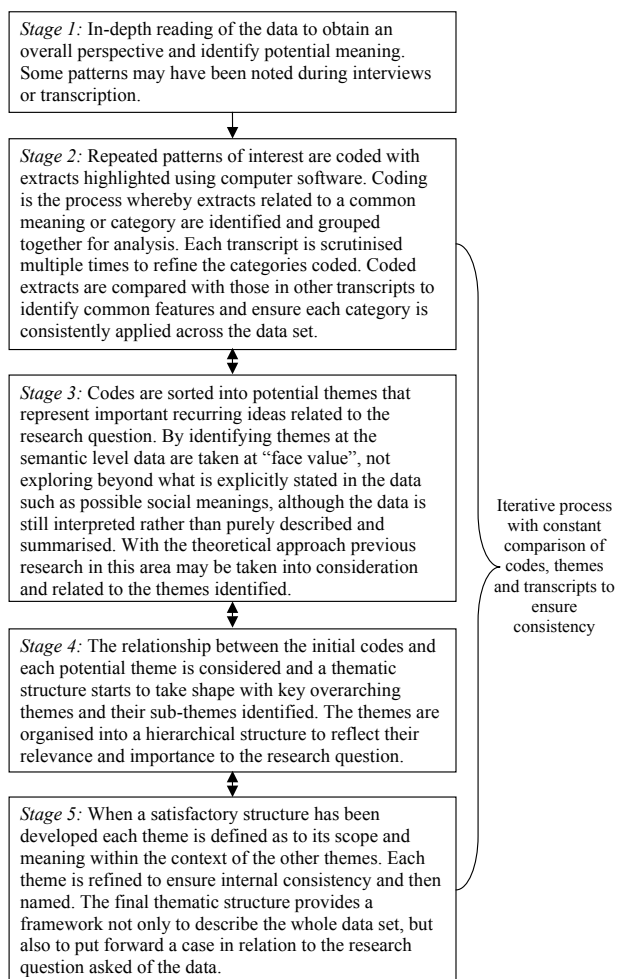 Stage 1: In-depth reading of the data to obtain an
overall perspective and identify potential meaning.
Some patterns may have been noted during interviews
or transcription.
Stage 2: Repeated patterns of interest are coded with
extracts highlighted using computer software. Coding
is the process whereby extracts related to a common
meaning or category are identified and grouped
together for analysis. Each transcript is scrutinised
multiple times to refine the categories coded. Coded
extracts are compared with those in other transcripts to
identify common features and ensure each category is
consistently applied across the data set.
Stage 3: Codes are sorted into potential themes that
represent important recurring ideas related to the
research question. By identifying themes at the
semantic level data are taken at “face value”, not
exploring beyond what is explicitly stated in the data
such as possible social meanings, although the data is
still interpreted rather than purely described and
summarised. With the theoretical approach previous
research in this area may be taken into consideration
and related to the themes identified.
Stage 4: The relationship between the initial codes and
each potential theme is considered and a thematic
structure starts to take shape with key overarching
themes and their sub-themes identified. The themes are
organised into a hierarchical structure to reflect their
relevance and importance to the research question.
Stage 5: When a satisfactory structure has been
developed each theme is defined as to its scope and
meaning within the context of the other themes. Each
theme is refined to ensure internal consistency and then
named. The final thematic structure provides a
framework not only to describe the whole data set, but
also to put forward a case in relation to the research
question asked of the data.
Iterative process
with constant
comparison of
codes, themes
and transcripts to
ensure
consistency